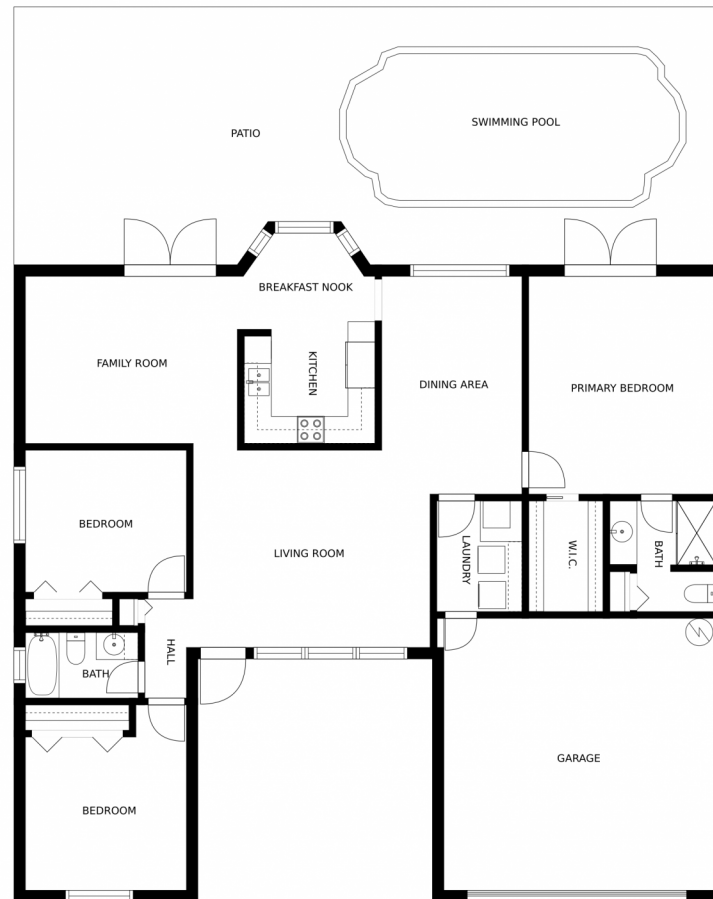 SWIMMING POOL
PATIO
BREAKFAST NOOK
FAMILY ROOM
KITCHEN
DINING AREA
PRIMARY BEDROOM
BEDROOM
LIVING ROOM
LAUNDRY
W.I.C.
BATH
HALL
BATH
GARAGE
BEDROOM